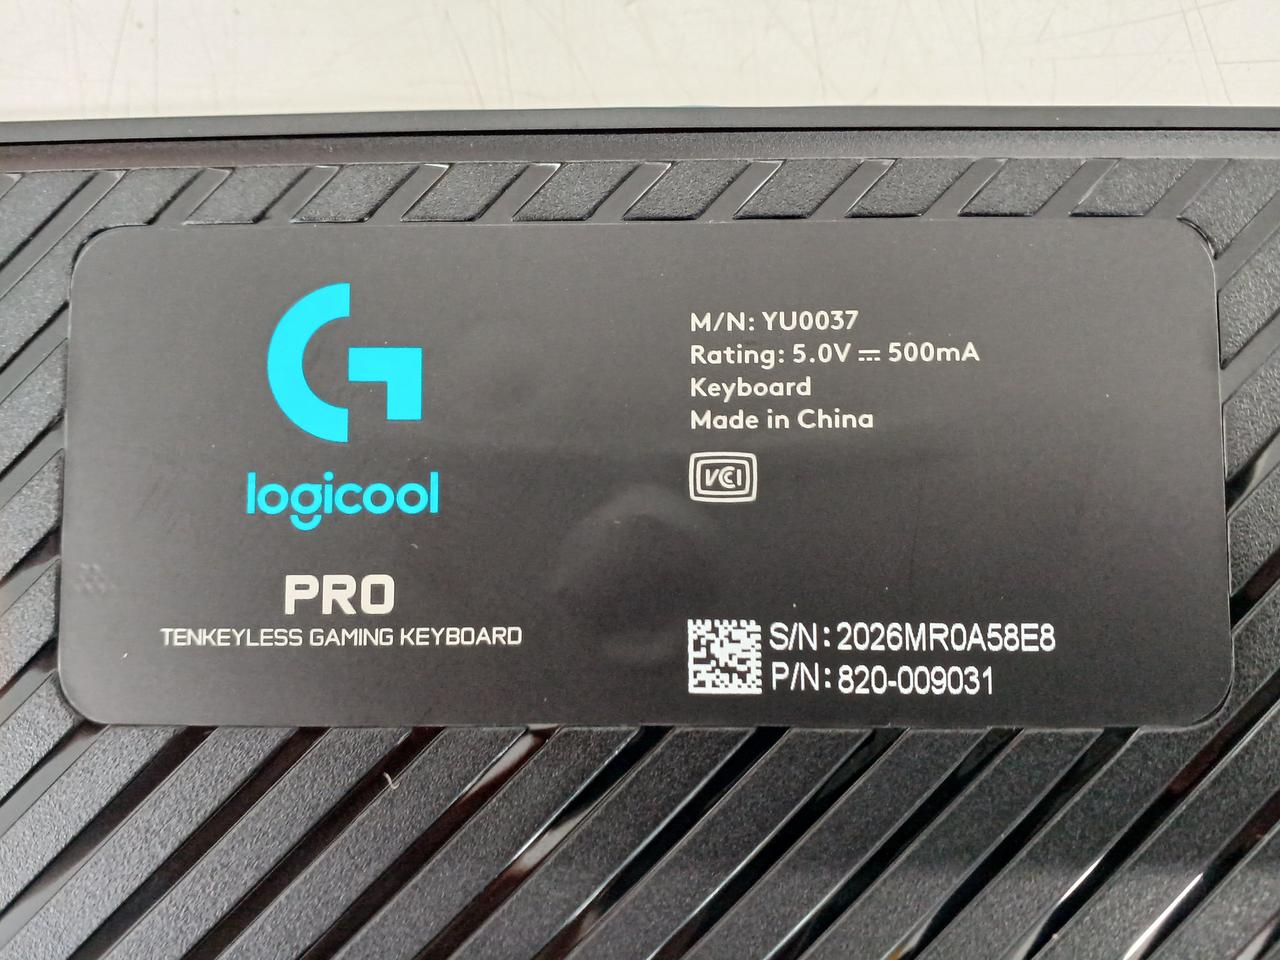 logicool
PRO
TENKEYLESS GAMING KEYBOARD
M/N: YU0037
Rating: 5.0V ⎓ 500mA
Keyboard
Made in China
VCI
S/N: 2026MR0A58E8
P/N: 820-009031